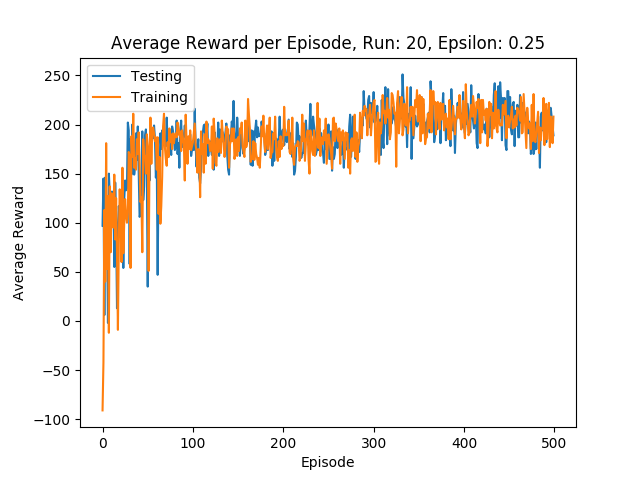 Average Reward per Episode, Run: 20, Epsilon: 0.25
Testing
Training
250
200
150
100
50
0
−50
−100
Average Reward
0 100 200 300 400 500
Episode